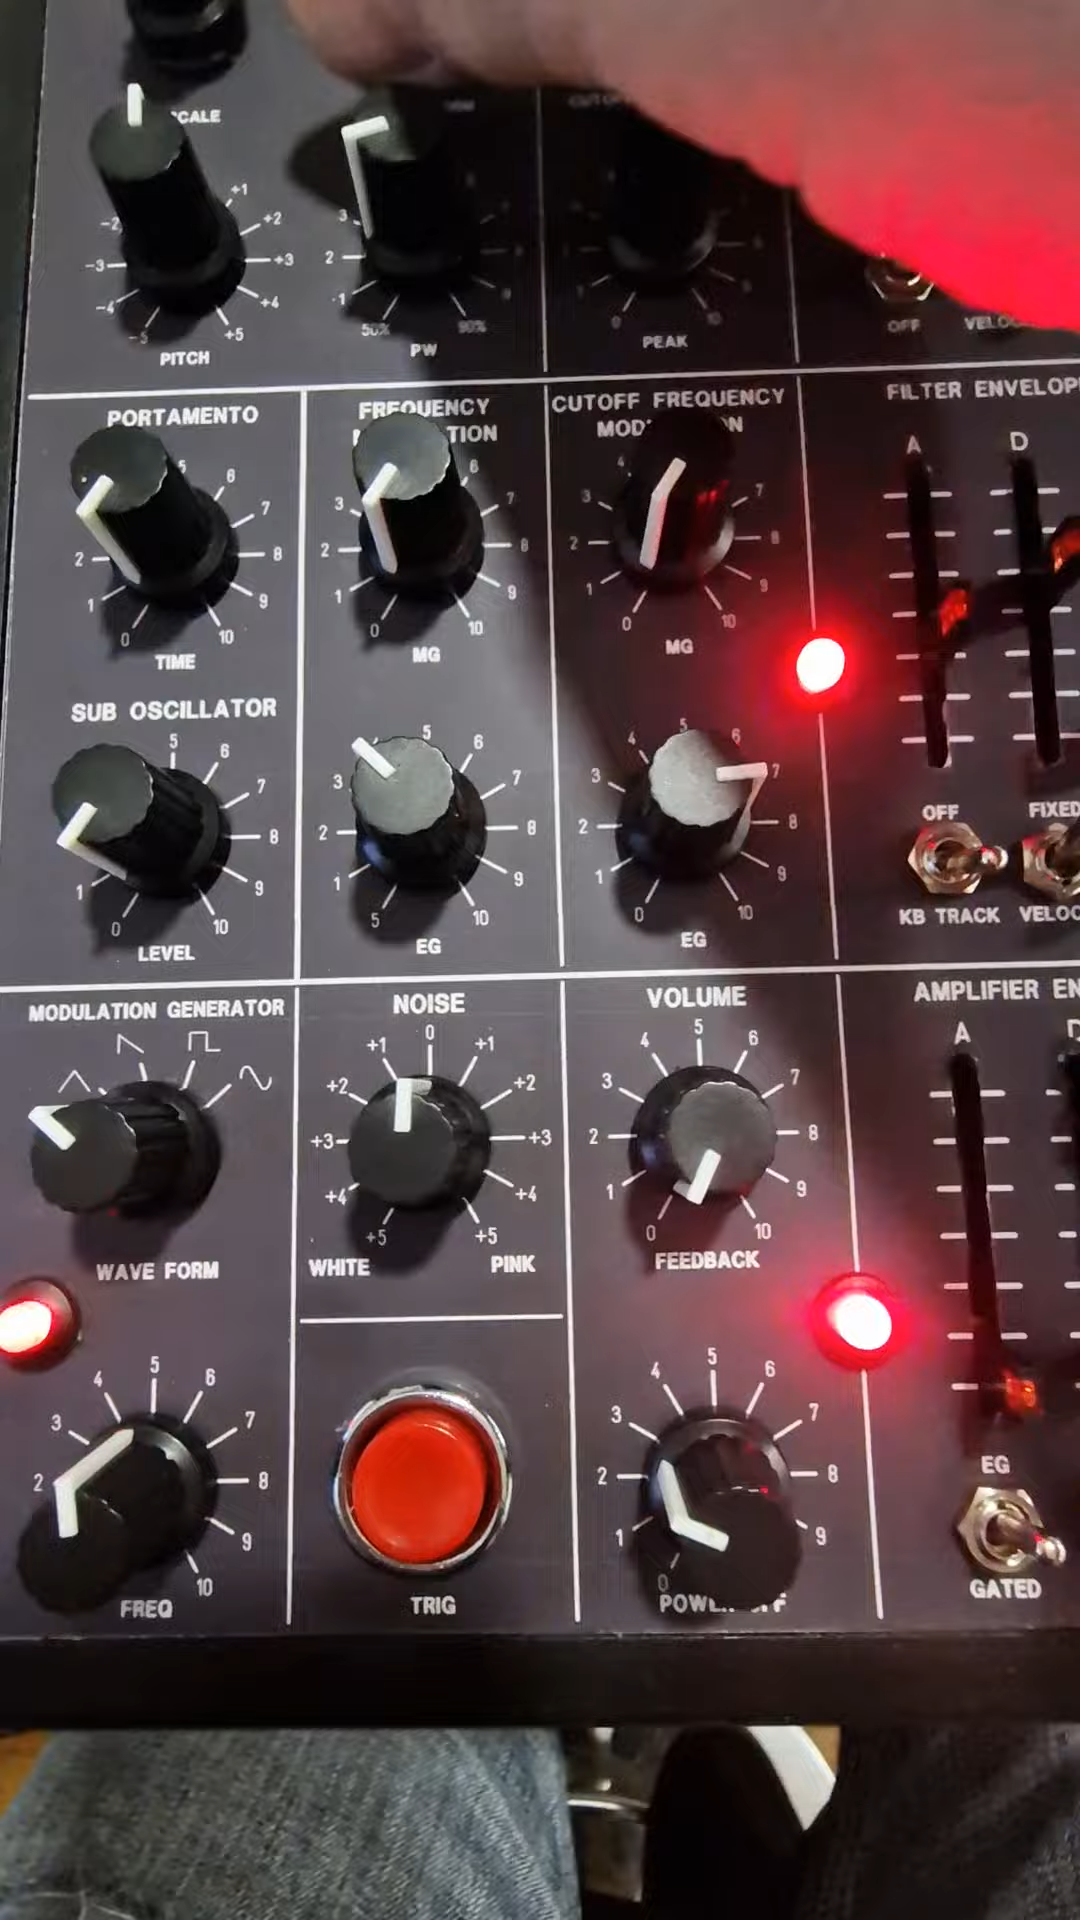 SCALE
-2 +1
+2
-3 +3
-4 +4
-5 +5
PITCH
3
2
1
50% 90%
PW
0 10
PEAK
OFF
PORTAMENTO
5 6
7
2 8
1 9
0 10
TIME
FREQUENCY
6
3 7
2 8
1 9
0 10
MG
CUTOFF FREQUENCY
4
3 7
2
1 9
0 10
MG
FILTER
A D
SUB OSCILLATOR
5 6
7
8
1 9
0
10
LEVEL
5 6
3 7
2 8
1 9
5 10
EG
4 5 6
3 7
2 8
1 9
0 10
EG
OFF FIXED
KB TRACK
MODULATION GENERATOR
WAVE FORM
NOISE
0
+1 +1
+2 +2
+3 +3
+4 +4
+5 +5
WHITE PINK
VOLUME
4 5 6
3 7
2 8
1 9
0 10
FEEDBACK
AMPLIFIER
A
4 5 6
3 7
2 8
9
10
FREQ
TRIG
4 5 6
3 7
2 8
1 9
0
EG
GATED